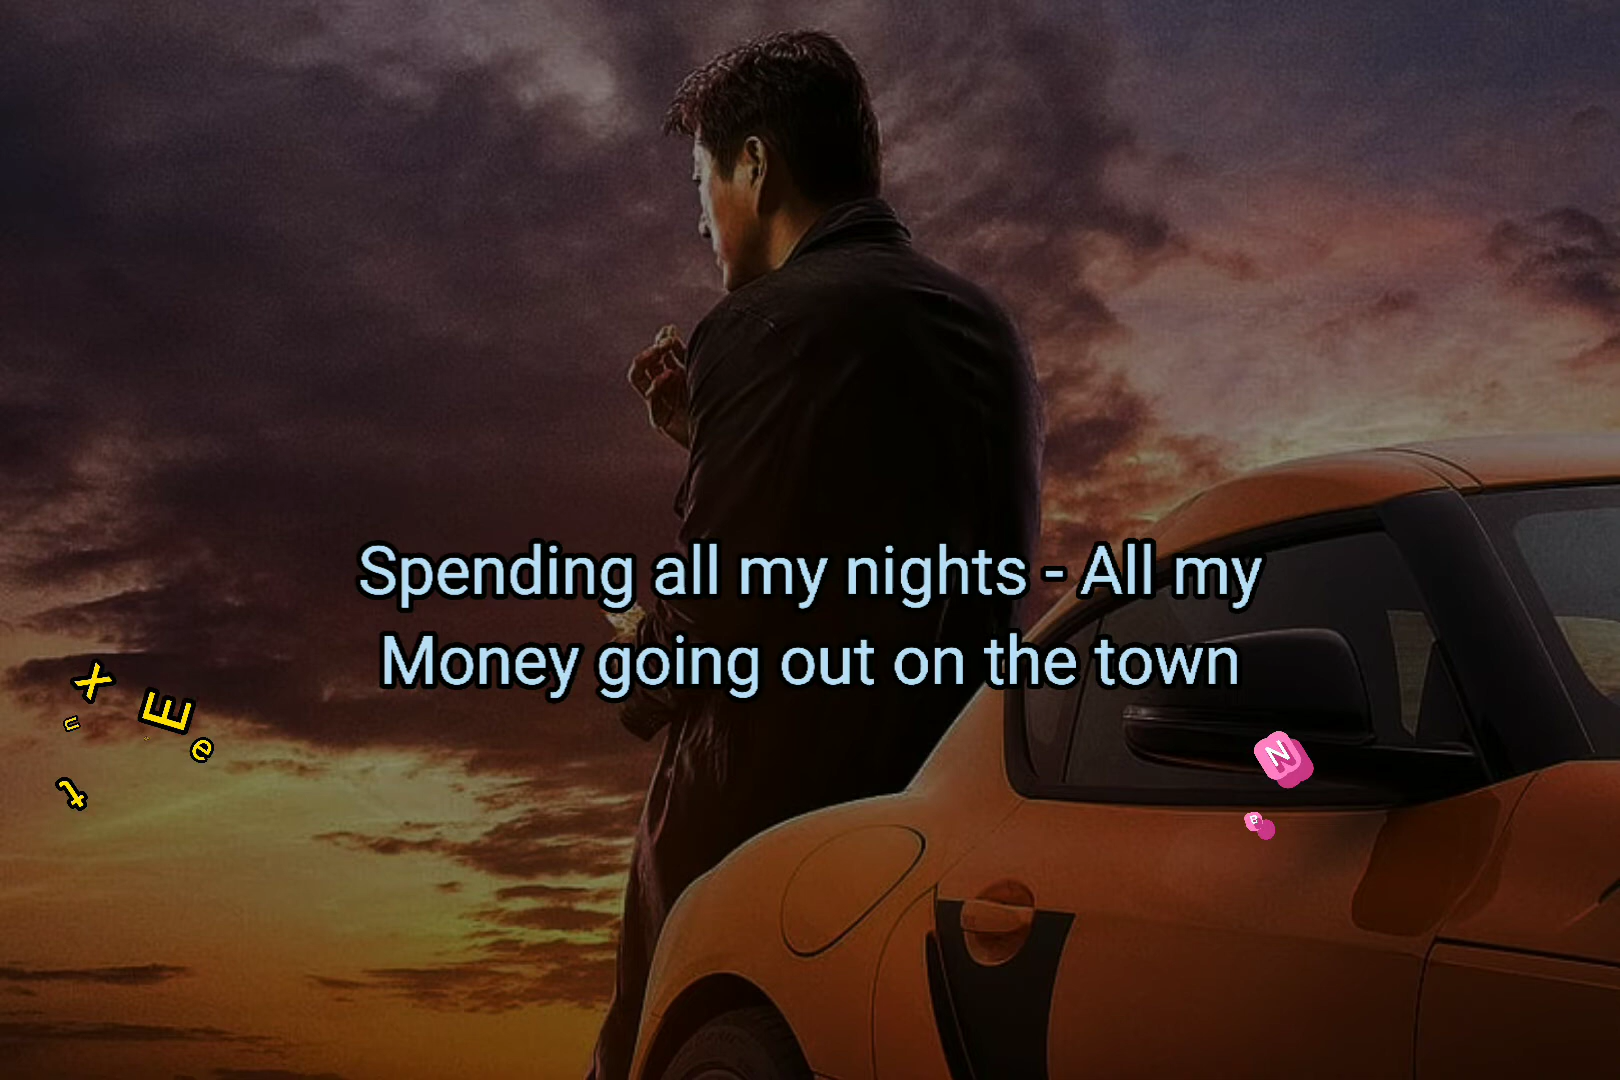 Spending all my nights - All my
Money going out on the town
x
E
u
e
t
N
B